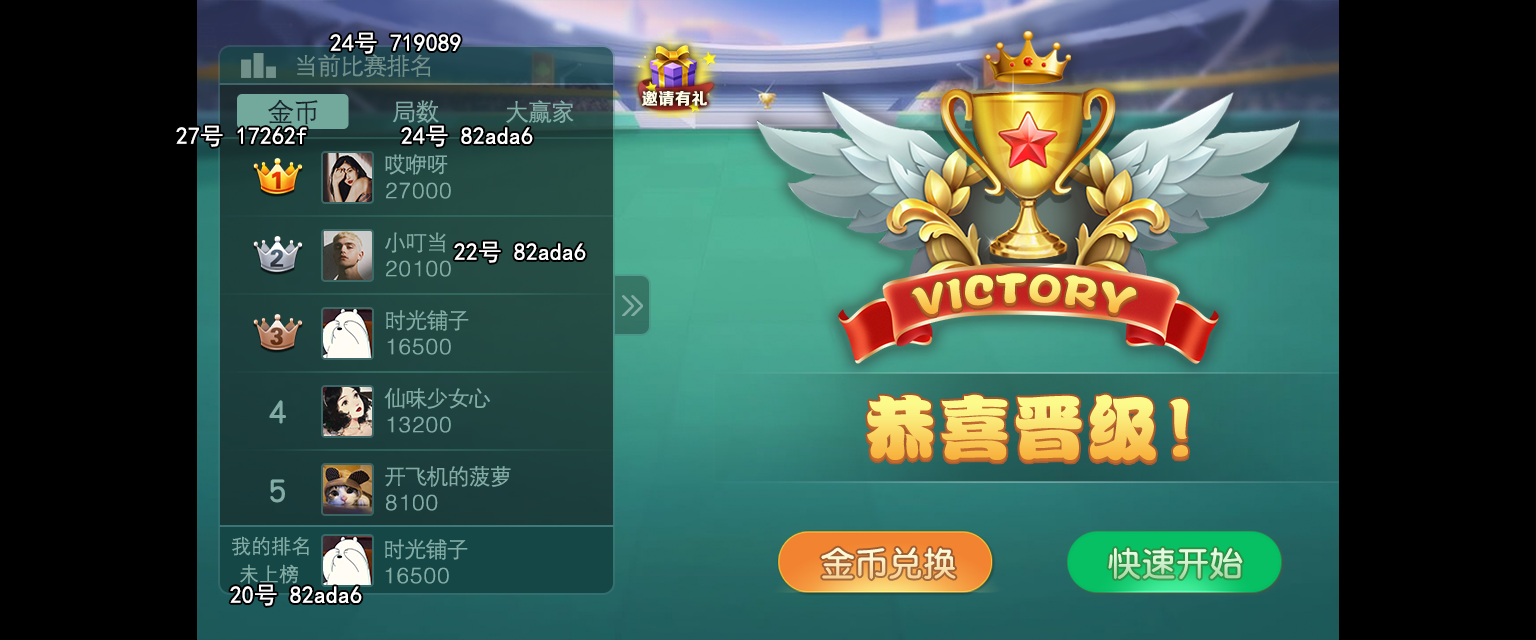 24号 719089
当前比赛排名
金币 局数 大赢家
27号 17262f
24号 82ada6
1
哎咿呀
27000
2
小叮当
20100
22号 82ada6
3
时光铺子
16500
4
仙味少女心
13200
5
开飞机的菠萝
8100
我的排名
未上榜
时光铺子
16500
20号 82ada6
邀请有礼
VICTORY
恭喜晋级！
金币兑换
快速开始